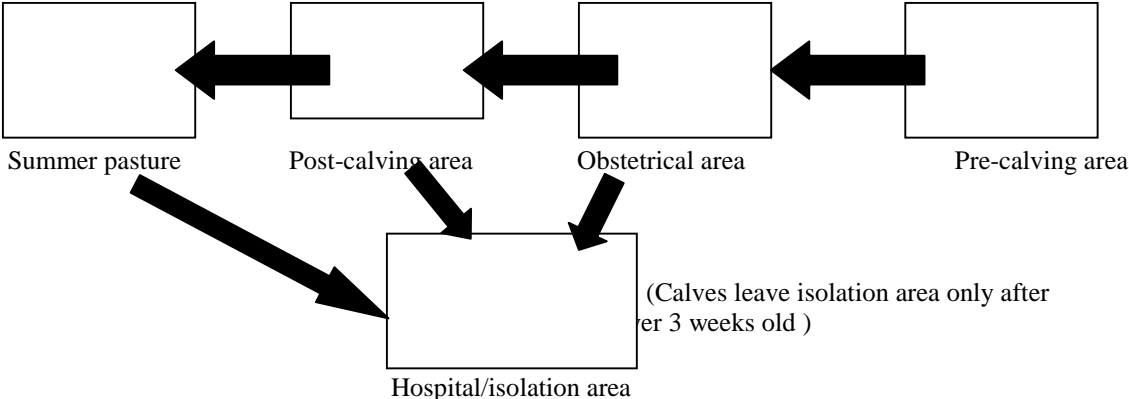 Summer pasture Post-calving area Obstetrical area Pre-calving area
(Calves leave isolation area only after
3 weeks old )
Hospital/isolation area